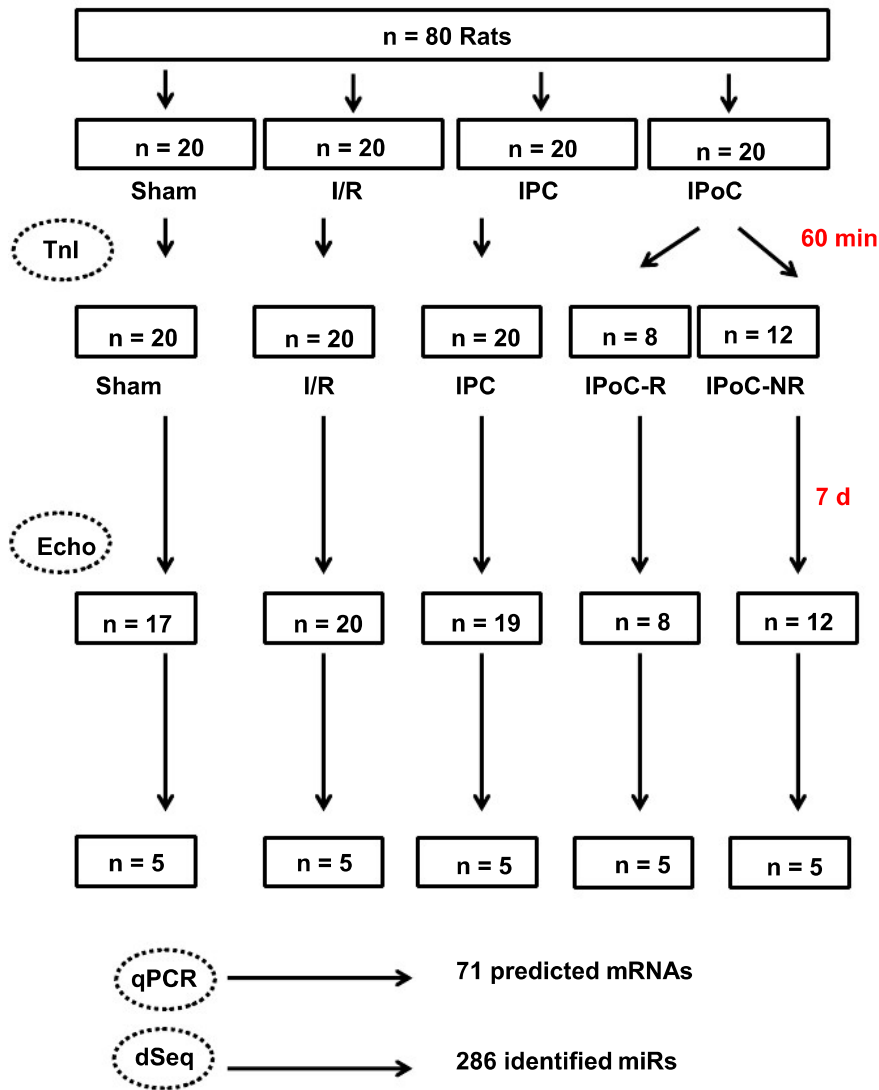 n = 80 Rats
n = 20 n = 20 n = 20 n = 20
Sham I/R IPC IPoC
TnI 60 min
n = 20 n = 20 n = 20 n = 8 n = 12
Sham I/R IPC IPoC-R IPoC-NR
7 d
Echo
n = 17 n = 20 n = 19 n = 8 n = 12
n = 5 n = 5 n = 5 n = 5 n = 5
qPCR 71 predicted mRNAs
dSeq 286 identified miRs